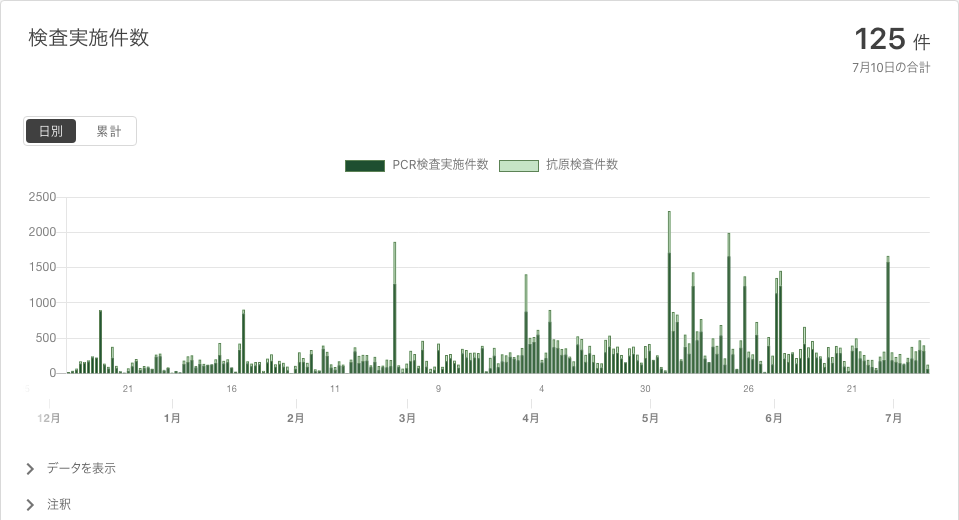 検査実施件数
125 件
7月10日の合計
日別 累計
PCR検査実施件数 抗原検査件数
2500
2000
1500
1000
500
0
21 16 11 9 4 30 26 21
12月 1月 2月 3月 4月 5月 6月 7月
データを表示
注釈